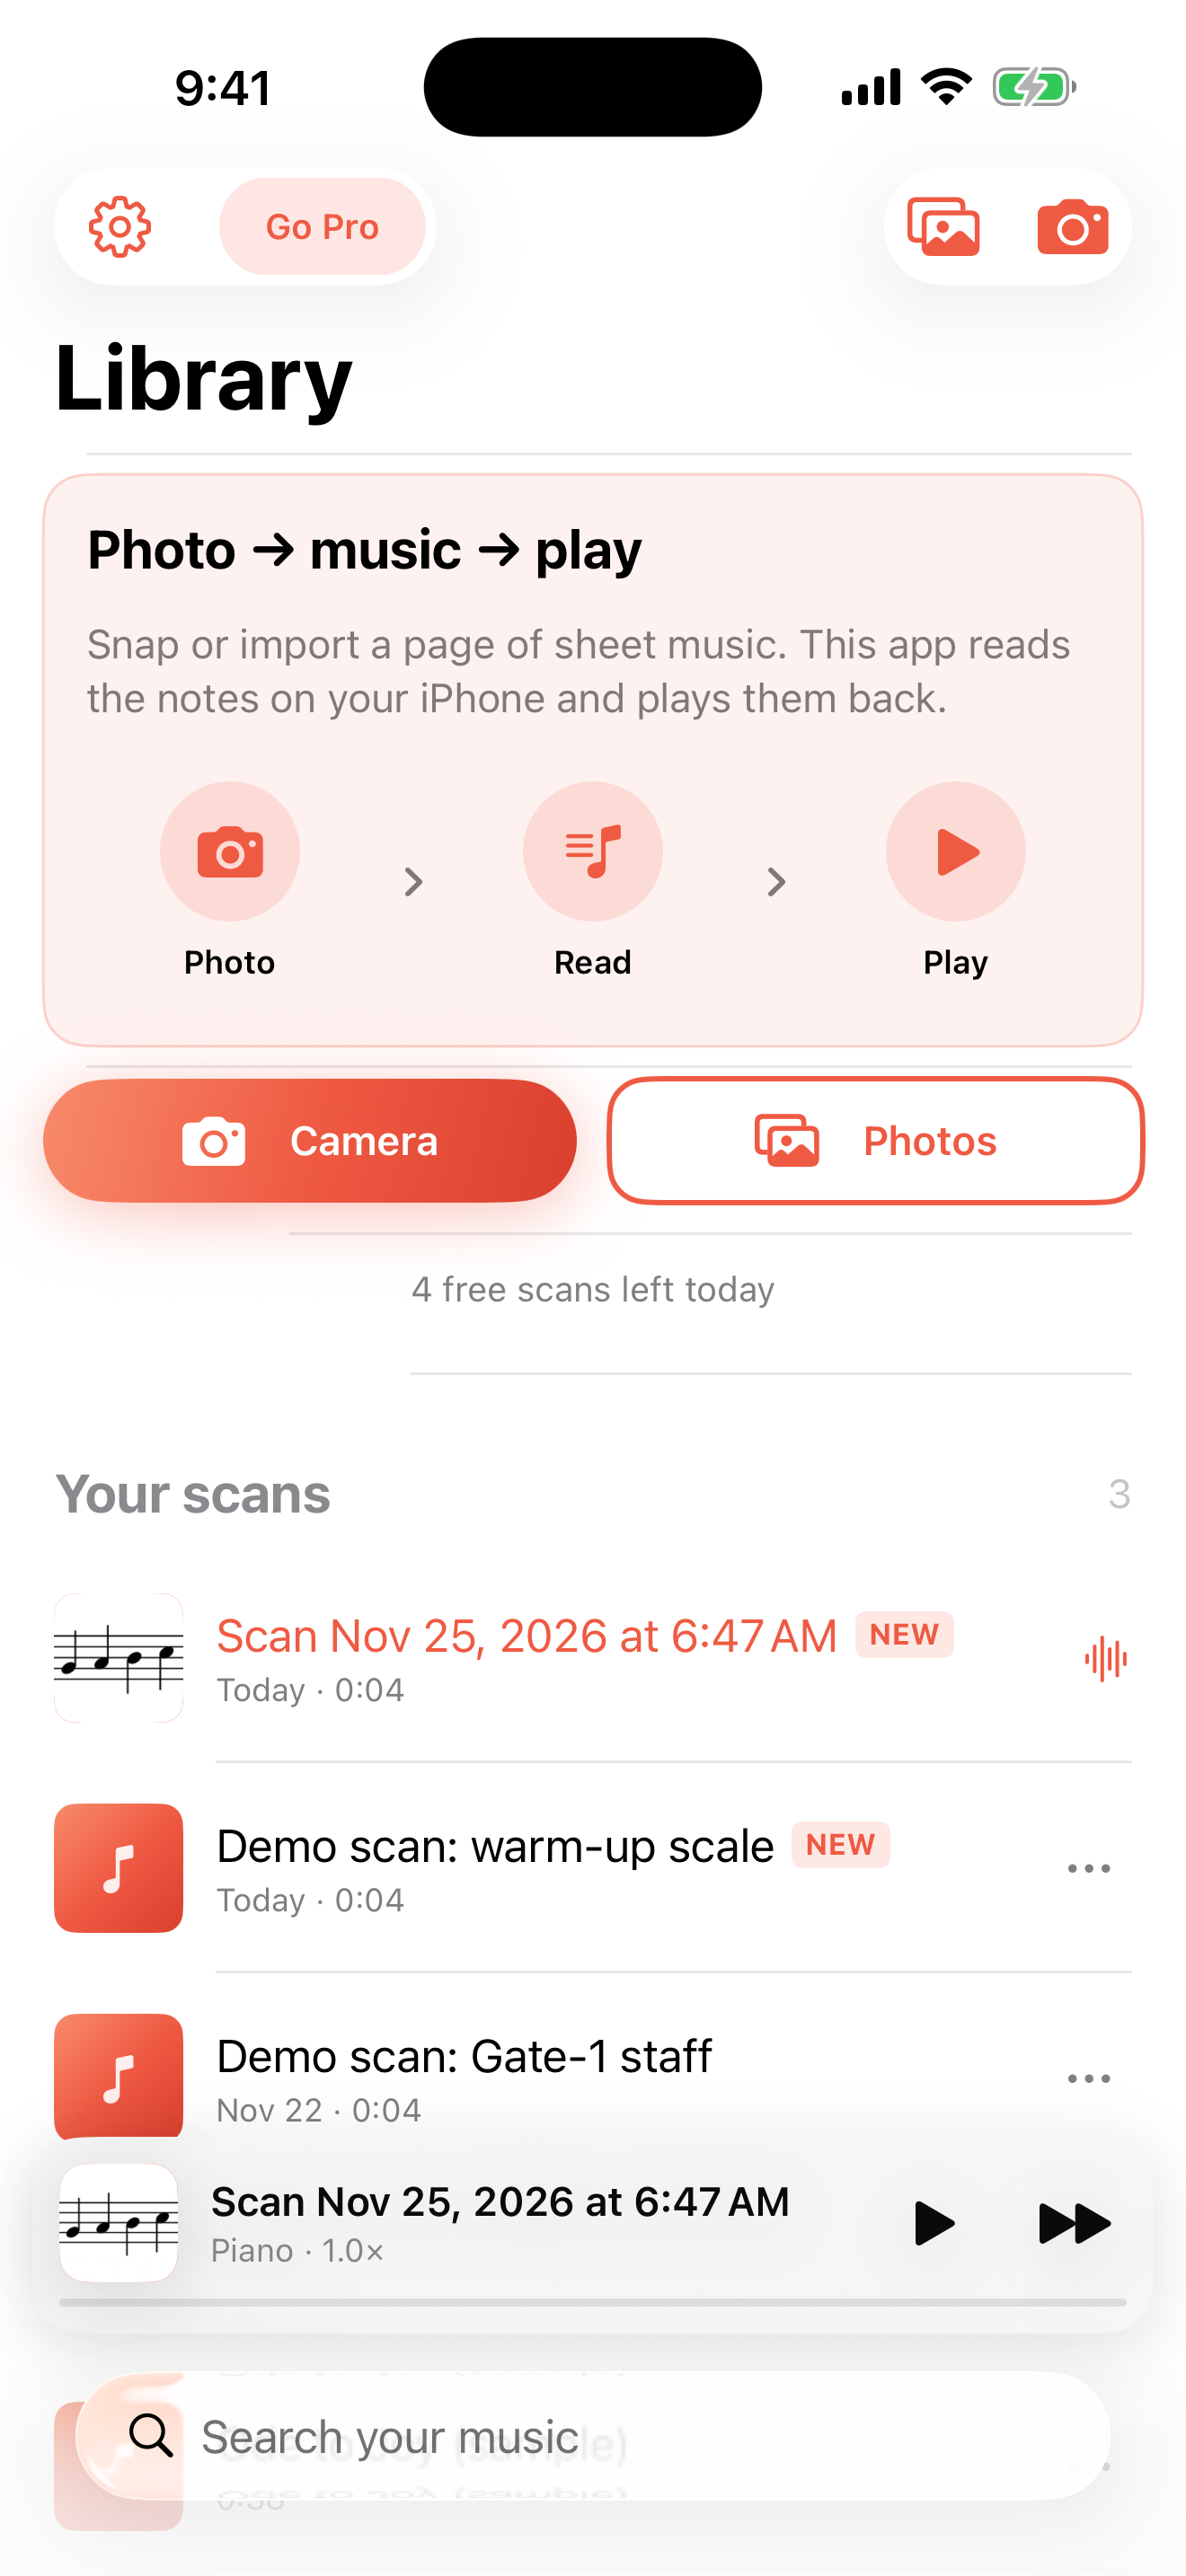 9:41
Go Pro
Library
Photo → music → play
Snap or import a page of sheet music. This app reads
the notes on your iPhone and plays them back.
Photo
Read
Play
Camera
Photos
4 free scans left today
Your scans
3
Scan Nov 25, 2026 at 6:47 AM
NEW
Today · 0:04
Demo scan: warm-up scale
NEW
Today · 0:04
Demo scan: Gate-1 staff
Nov 22 · 0:04
Scan Nov 25, 2026 at 6:47 AM
Piano · 1.0×
Search your music